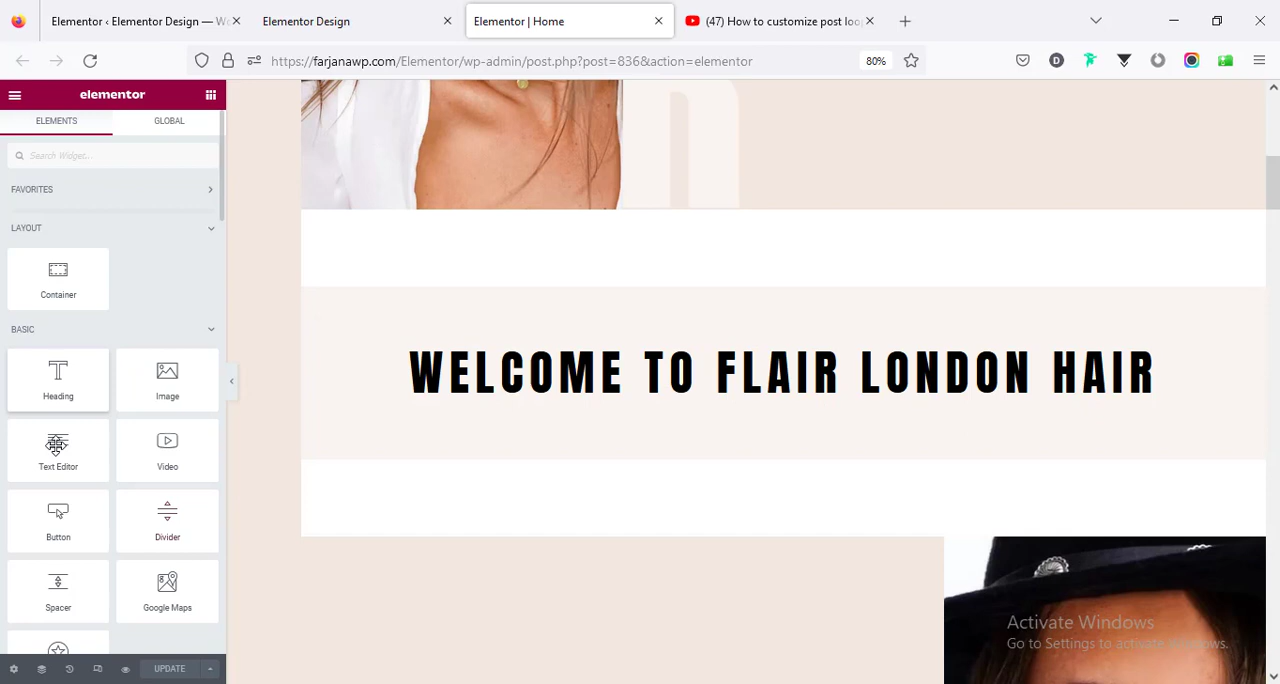 Elementor ‹ Elementor Design — W
Elementor Design
Elementor | Home
(47) How to customize post loo
https://farjanawp.com/Elementor/wp-admin/post.php?post=836&action=elementor
80%
elementor
ELEMENTS
GLOBAL
Search Widget...
FAVORITES
LAYOUT
Container
BASIC
Heading
Image
Text Editor
Video
Button
Divider
Spacer
Google Maps
UPDATE
WELCOME TO FLAIR LONDON HAIR
Activate Windows
Go to Settings to activate Windows.